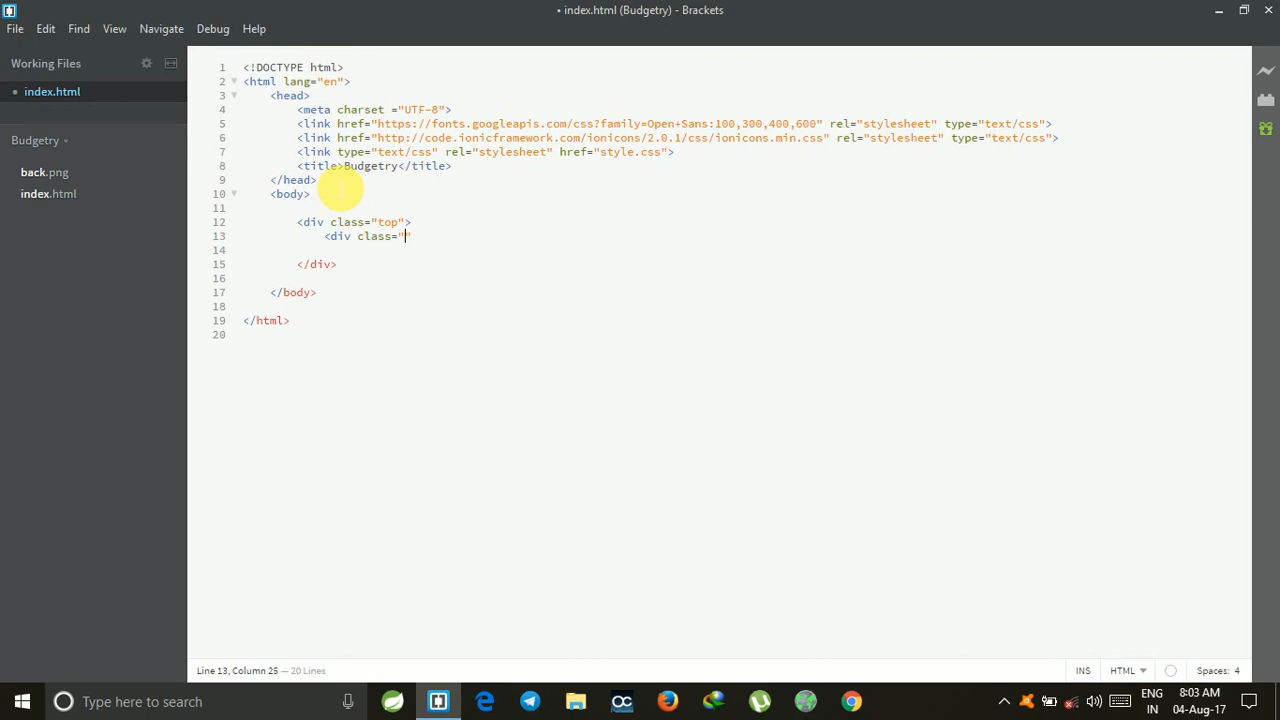 • index.html (Budgetry) - Brackets
File Edit Find View Navigate Debug Help
Working Files
• index.html
Budgetry
back.png
index.html
1 <!DOCTYPE html>
2 <html lang="en">
3 <head>
4 <meta charset ="UTF-8">
5 <link href="https://fonts.googleapis.com/css?family=Open+Sans:100,300,400,600" rel="stylesheet" type="text/css">
6 <link href="http://code.ionicframework.com/ionicons/2.0.1/css/ionicons.min.css" rel="stylesheet" type="text/css">
7 <link type="text/css" rel="stylesheet" href="style.css">
8 <title>Budgetry</title>
9 </head>
10 <body>
11
12 <div class="top">
13 <div class=""
14
15 </div>
16
17 </body>
18
19 </html>
20
Line 13, Column 25 — 20 Lines
INS HTML Spaces: 4
Type here to search
ENG 8:03 AM
IN 04-Aug-17